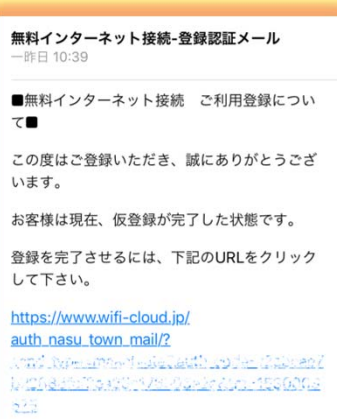 無料インターネット接続-登録認証メール
一昨日 10:39
■無料インターネット接続　ご利用登録につい
て■
この度はご登録いただき、誠にありがとうござ
います。
お客様は現在、仮登録が完了した状態です。
登録を完了させるには、下記のURLをクリック
して下さい。
https://www.wifi-cloud.jp/
auth_nasu_town_mail/?